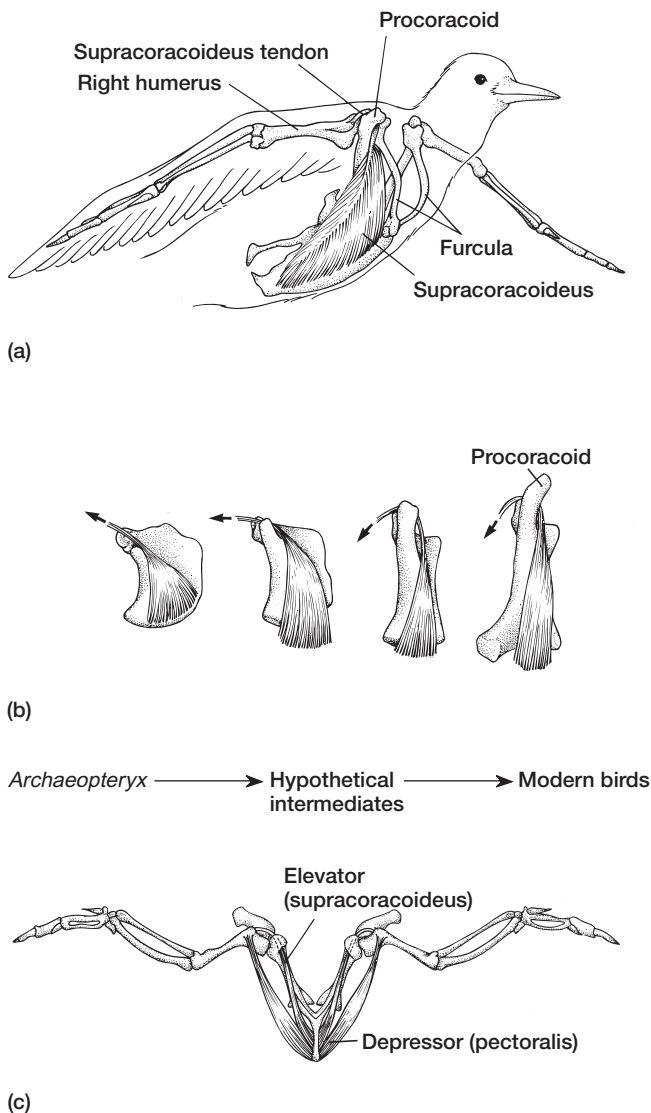 Procoracoid
Supracoracoideus tendon
Right humerus
Furcula
Supracoracoideus
(a)
Procoracoid
(b)
Archaeopteryx
Hypothetical
intermediates
Modern birds
Elevator
(supracoracoideus)
Depressor (pectoralis)
(c)